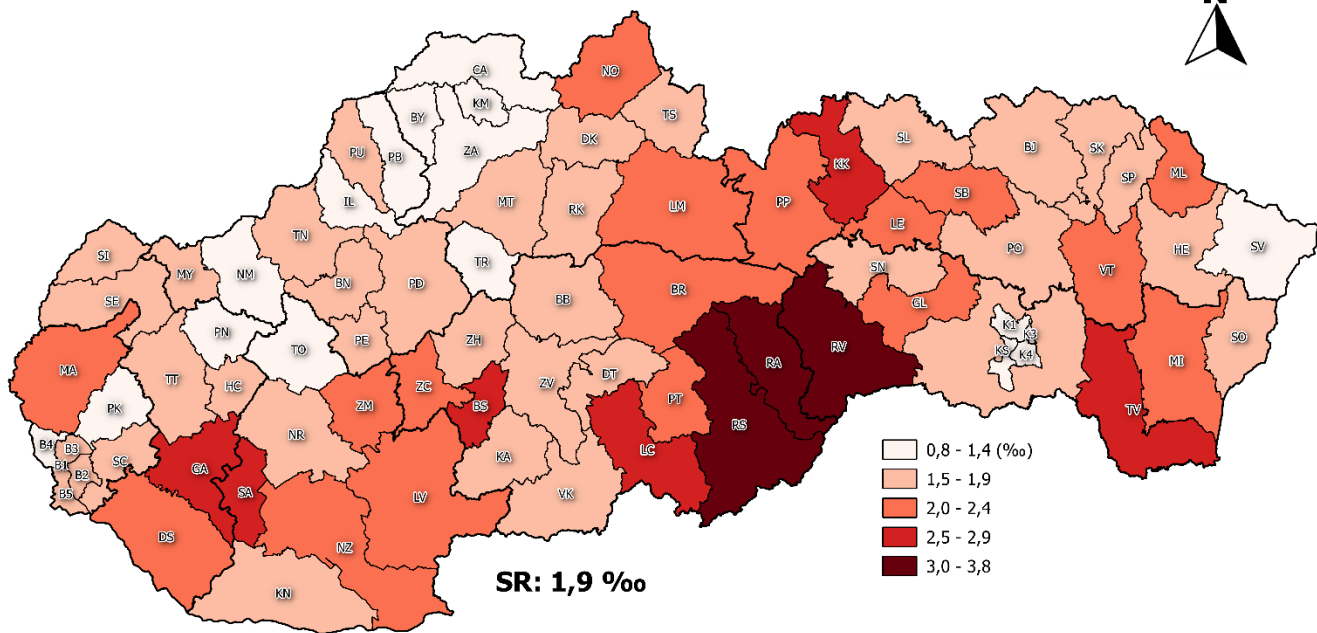 N
CA
NO
KM
BY
TS
PU
PB
ZA
DK
SL
BJ
SK
KK
SP
ML
IL
MT
RK
LM
PP
SB
LE
TN
PO
HE
SV
SI
MY
NM
TR
SN
VT
SE
BN
PD
BB
BR
GL
PN
TO
PE
ZH
K1
K3
KS
K4
SO
MA
TT
HC
ZM
ZC
BS
ZV
DT
PT
RA
RV
MI
PK
NR
RS
TV
B4
B3
B1
B2
B5
SC
GA
SA
LV
KA
LC
VK
DS
NZ
KN
SR: 1,9 ‰
0,8 - 1,4 (‰)
1,5 - 1,9
2,0 - 2,4
2,5 - 2,9
3,0 - 3,8